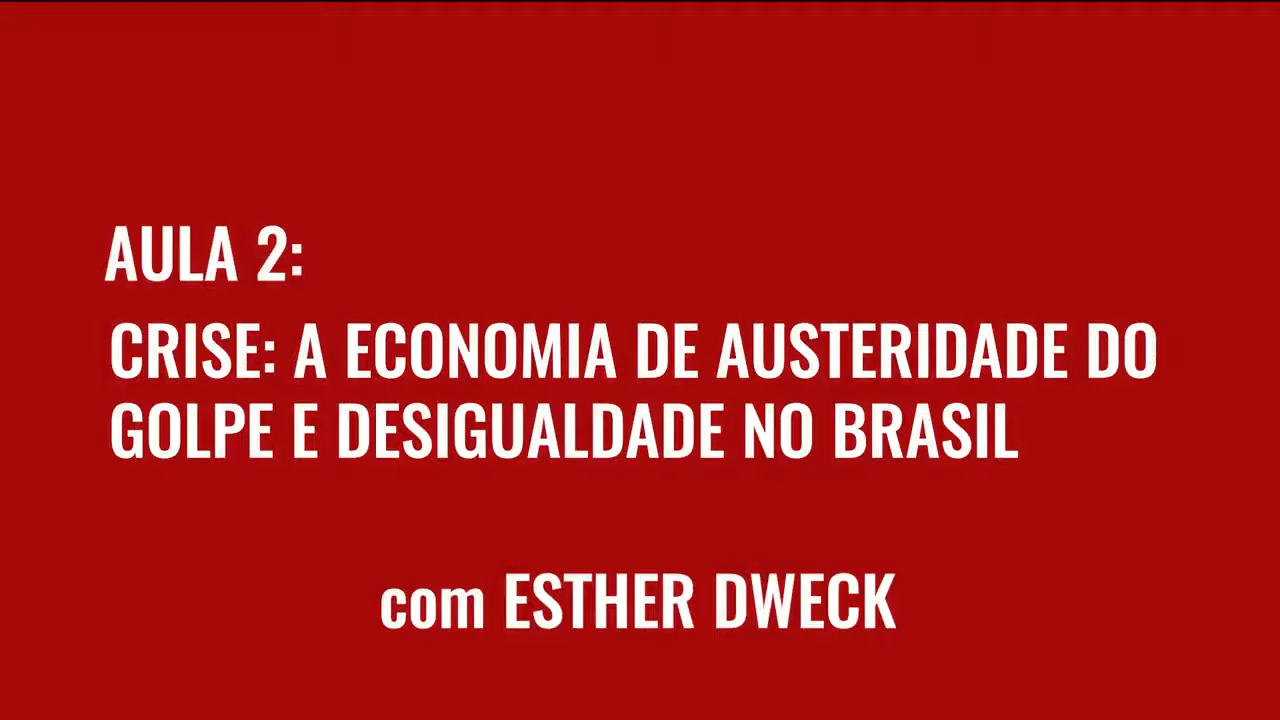 AULA 2:
CRISE: A ECONOMIA DE AUSTERIDADE DO
GOLPE E DESIGUALDADE NO BRASIL
com ESTHER DWECK